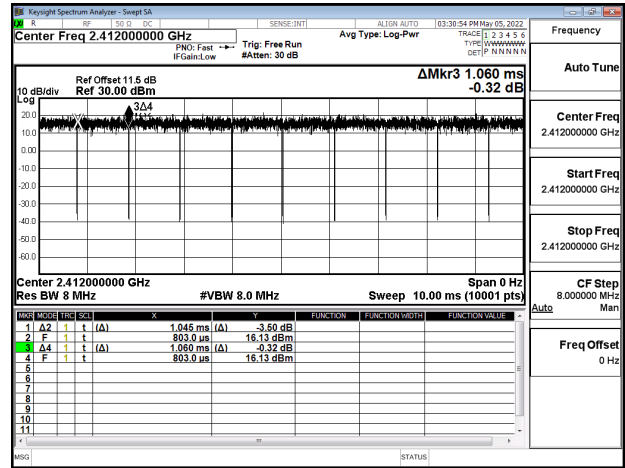 Keysight Spectrum Analyzer - Swept SA
R RF 50 Ω DC SENSE:INT ALIGN AUTO 03:30:54 PM May 05, 2022
Center Freq 2.412000000 GHz
PNO: Fast
IFGain:Low
Trig: Free Run
#Atten: 30 dB
Avg Type: Log-Pwr
TRACE 1 2 3 4 5 6
TYPE WWWWWW
DET P N N N N N
Ref Offset 11.5 dB
10 dB/div Ref 30.00 dBm
ΔMkr3 1.060 ms
-0.32 dB
Log
3Δ4
20.0
10.0
0.00
-10.0
-20.0
-30.0
-40.0
-50.0
-60.0
Center 2.412000000 GHz Span 0 Hz
Res BW 8 MHz #VBW 8.0 MHz Sweep 10.00 ms (10001 pts)
MKR MODE TRC SCL X Y FUNCTION FUNCTION WIDTH FUNCTION VALUE
1 Δ2 1 t (Δ) 1.045 ms (Δ) -3.50 dB
2 F 1 t 803.0 µs 16.13 dBm
3 Δ4 1 t (Δ) 1.060 ms (Δ) -0.32 dB
4 F 1 t 803.0 µs 16.13 dBm
5
6
7
8
9
10
11
MSG STATUS
Frequency
Auto Tune
Center Freq
2.412000000 GHz
Start Freq
2.412000000 GHz
Stop Freq
2.412000000 GHz
CF Step
8.000000 MHz
Auto Man
Freq Offset
0 Hz